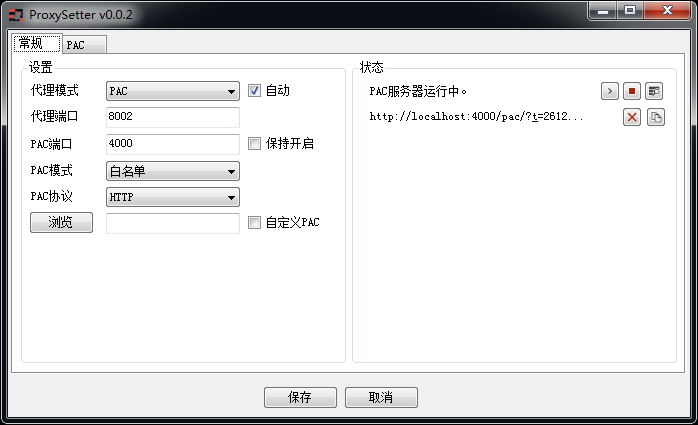 ProxySetter v0.0.2
常规 PAC
设置
代理模式 PAC 自动
代理端口 8002
PAC端口 4000 保持开启
PAC模式 白名单
PAC协议 HTTP
浏览 自定义PAC
状态
PAC服务器运行中。
http://localhost:4000/pac/?t=2612...
保存 取消